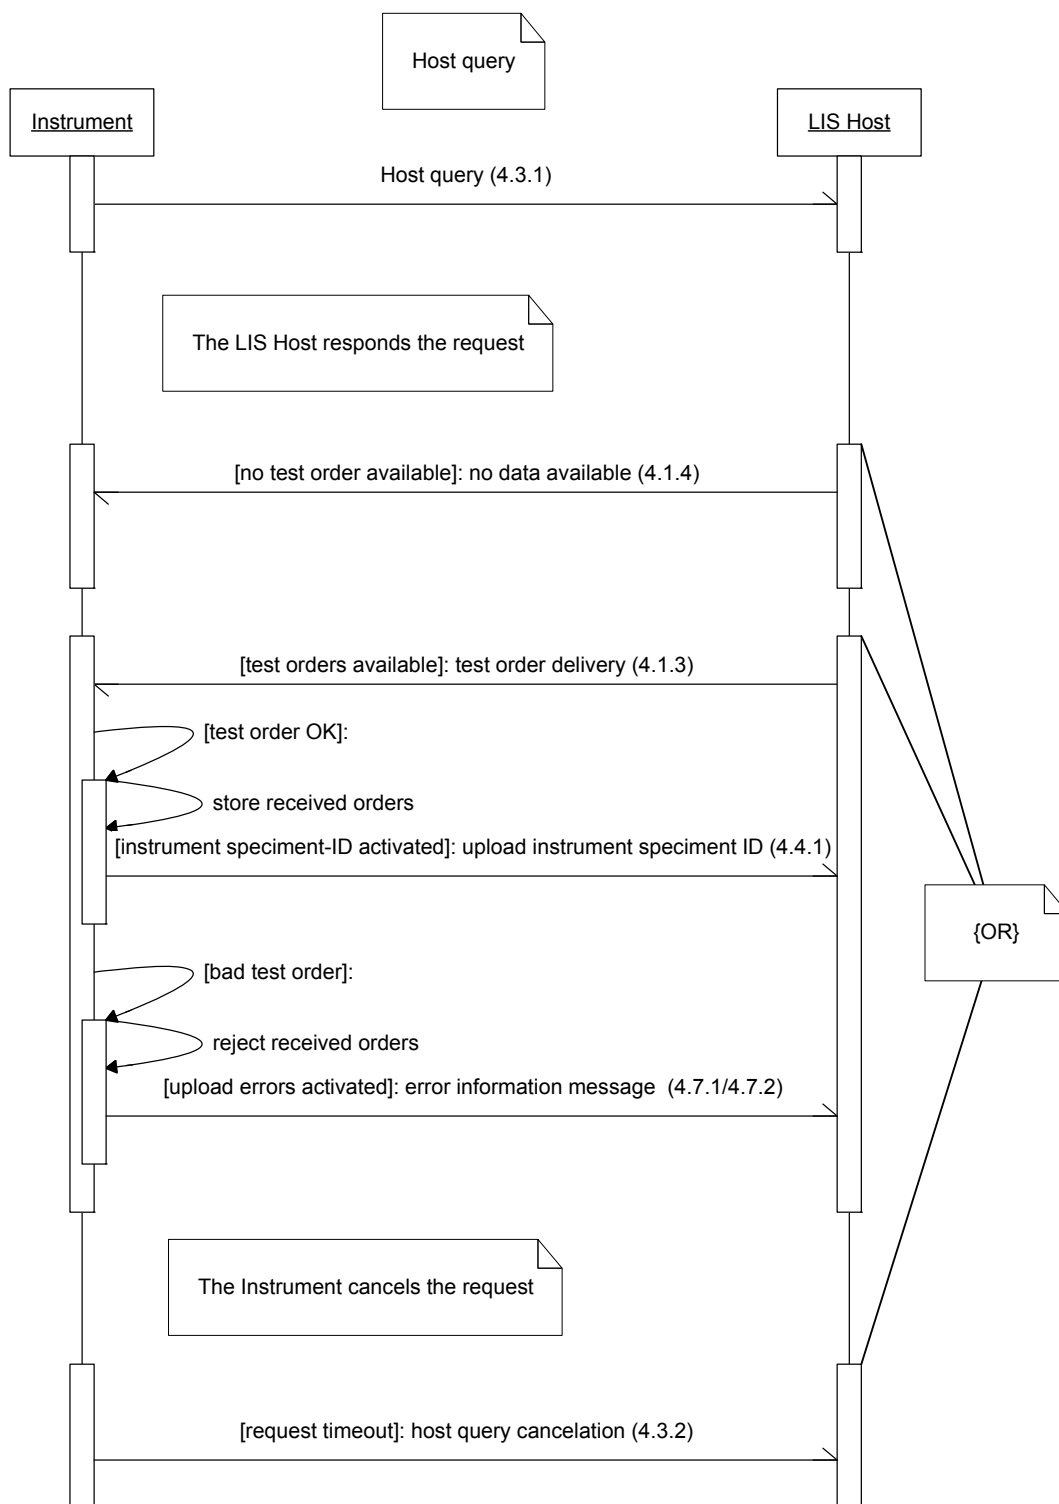 Host query
Instrument
LIS Host
Host query (4.3.1)
The LIS Host responds the request
[no test order available]: no data available (4.1.4)
[test orders available]: test order delivery (4.1.3)
[test order OK]:
store received orders
[instrument speciment-ID activated]: upload instrument speciment ID (4.4.1)
{OR}
[bad test order]:
reject received orders
[upload errors activated]: error information message  (4.7.1/4.7.2)
The Instrument cancels the request
[request timeout]: host query cancelation (4.3.2)